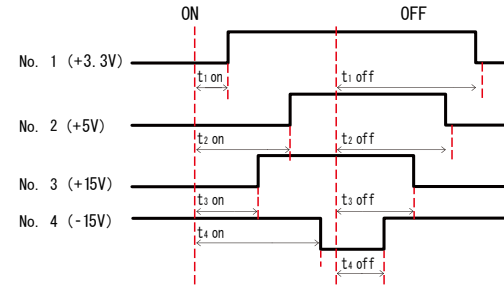 ON OFF
No. 1 (+3.3V)
t1 on t1 off
No. 2 (+5V)
t2 on t2 off
No. 3 (+15V)
t3 on t3 off
No. 4 (-15V)
t4 on
t4 off